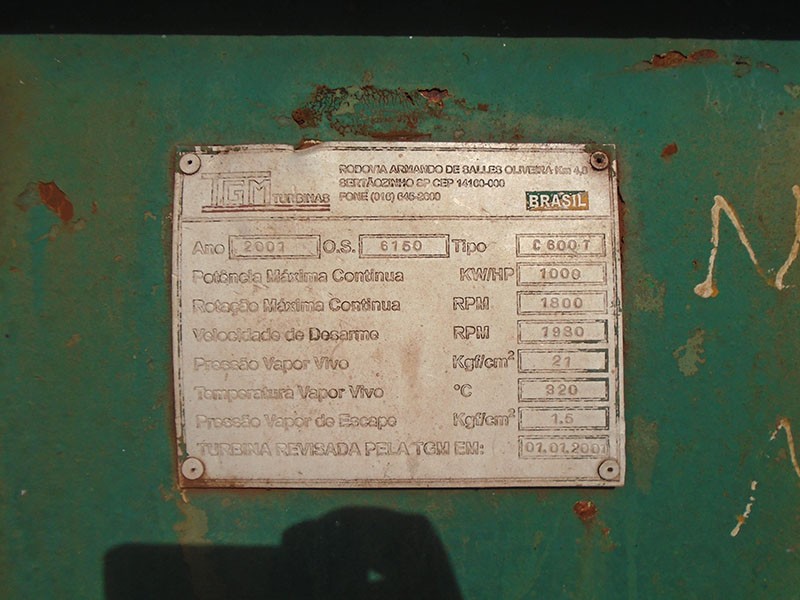 RODOVIA ARMANDO DE SALLES OLIVEIRA Km 4,0
SERTÃOZINHO SP CEP 14160-000
TGM TURBINAS FONE (016) 645-2000 BRASIL
Ano 2001 O.S. 6150 Tipo C 600 T
Potência Máxima Contínua KW/HP 1000
Rotação Máxima Contínua RPM 1800
Velocidade de Desarme RPM 1980
Pressão Vapor Vivo Kgf/cm² 21
Temperatura Vapor Vivo °C 320
Pressão Vapor de Escape Kgf/cm² 1.5
TURBINA REVISADA PELA TGM EM: 01.01.2001
N